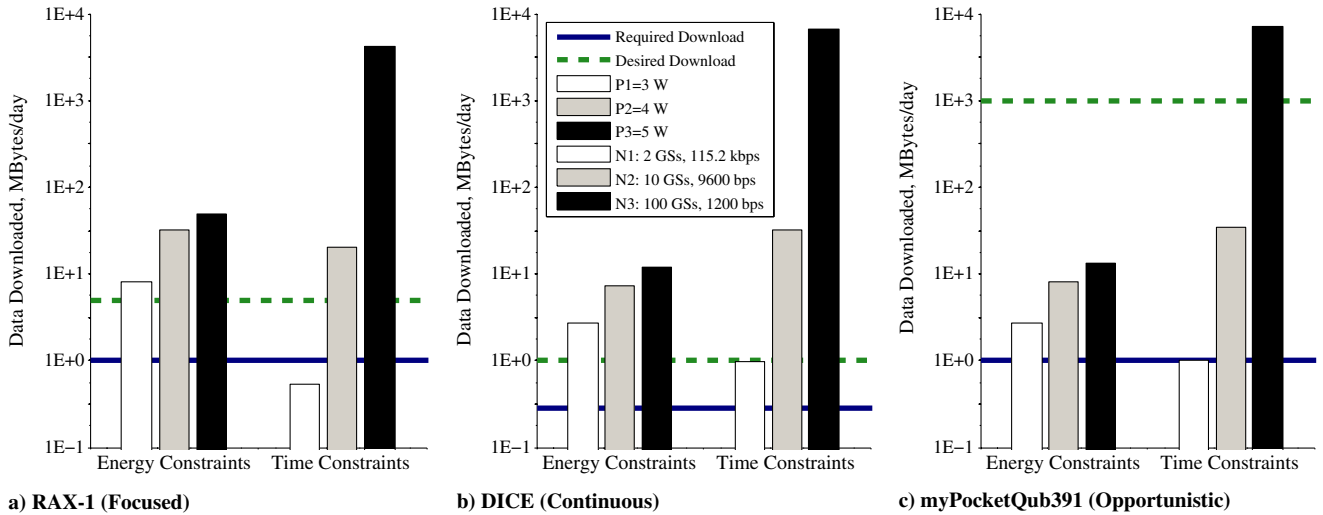 1E+4
1E+3
1E+2
1E+1
1E+0
1E−1
Data Downloaded, MBytes/day
Energy Constraints Time Constraints
a) RAX-1 (Focused)
1E+4
1E+3
1E+2
1E+1
1E+0
1E−1
Data Downloaded, MBytes/day
Required Download
Desired Download
P1=3 W
P2=4 W
P3=5 W
N1: 2 GSs, 115.2 kbps
N2: 10 GSs, 9600 bps
N3: 100 GSs, 1200 bps
Energy Constraints Time Constraints
b) DICE (Continuous)
1E+4
1E+3
1E+2
1E+1
1E+0
1E−1
Data Downloaded, MBytes/day
Energy Constraints Time Constraints
c) myPocketQub391 (Opportunistic)